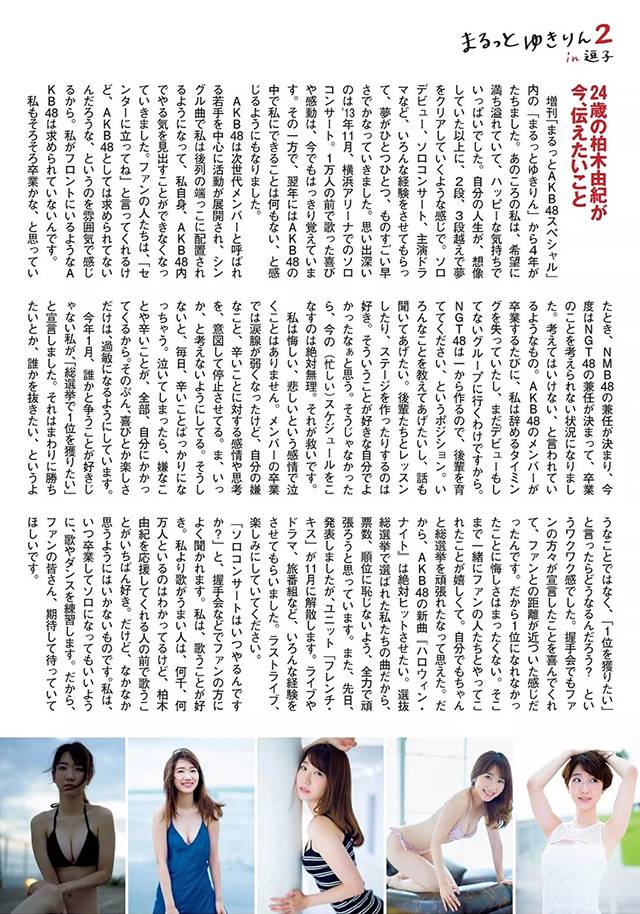 まるっとゆきりん2
in 逗子
24歳の柏木由紀が
今、伝えたいこと
増刊「まるっとAKB48スペシャル」
内の「まるっとゆきりん」から4年が
たちました。あのころの私は、希望に
満ち溢れていて、ハッピーな気持ちで
いっぱいでした。自分の人生が、想像
していた以上に、2段、3段越えで夢
をクリアしていくような感じで。ソロ
デビュー、ソロコンサート、主演ドラ
マなど、いろんな経験をさせてもらっ
て、夢がひとつひとつ、ものすごい早
さでかなっていきました。思い出深い
のは'13年11月、横浜アリーナでのソロ
コンサート。1万人の前で歌った喜び
や感動は、今でもはっきり覚えていま
す。その一方で、翌年にはAKB48の
中で私にできることは何もない、と感
じるようにもなりました。
AKB48は次世代メンバーと呼ばれ
る若手を中心に活動が展開され、シン
グル曲で私は後列の端っこに配置され
るようになって、私自身、AKB48内
でやる気を見出すことができなくなっ
ていきました。ファンの人たちは、「セ
ンターに立ってね」と言ってくれるけ
ど、AKB48としては求められてない
んだろうな、というのを雰囲気で感じ
るから。私がフロントにいるようなA
KB48は求められていないんです。
私もそろそろ卒業かな、と思ってい
たとき、NMB48の兼任が決まり、今
度はNGT48の兼任が決まって、卒業
のことを考えられない状況になりまし
た。考えてはいけない、と言われてい
るようなもの。AKB48のメンバーが
卒業するたびに、私は辞めるタイミン
グを失っていたし、まだデビューもし
てないグループに行くわけですから。
NGT48は一から作るので、後輩を育
ててください、というポジション。い
ろんなことを教えてあげたいし、話も
聞いてあげたい。後輩たちとレッスン
したり、ステージを作ったりするのは
好き。そういうことが好きな自分でよ
かったなぁと思う。そうじゃなかった
ら、今の（忙しい）スケジュールをこ
なすのは絶対無理。それが救いです。
私は悔しい、悲しいという感情で泣
くことはありません。メンバーの卒業
では涙腺が弱くなったけど、自分の嫌
なこと、辛いことに対する感情や思考
を、意図して停止させてる。ま、いっ
か、と考えないようにしてる。そうし
ないと、毎日、辛いことばっかりにな
っちゃう。泣いてしまったら、嫌なこ
とや辛いことが、全部、自分にかかっ
てくるから。そのぶん、喜びとか楽しさ
だけは、過敏になるようにしています。
今年1月、誰かと争うことが好きじ
ゃない私が、「総選挙で1位を獲りたい」
と宣言しました。それはまわりに勝ち
たいとか、誰かを抜きたい、というよ
うなことではなく、「1位を獲りたい」
と言ったらどうなるんだろう？　とい
うワクワク感でした。握手会でもファ
ンの方々が宣言したことを喜んでくれ
て、ファンとの距離が近づいた感じだ
ったんです。だから1位になれなかっ
たことに悔しさはまったくない。そこ
まで一緒にファンの人たちとやってこ
れたことが嬉しくて。自分でもちゃん
と総選挙を頑張れたなって思えた。だ
から、AKB48の新曲『ハロウィン・
ナイト』は絶対ヒットさせたい。選抜
総選挙で選ばれた私たちの曲だから、
票数、順位に恥じないよう、全力で頑
張ろうと思っています。また、先日、
発表しましたが、ユニット「フレンチ・
キス」が11月に解散します。ライブや
ドラマ、旅番組など、いろんな経験を
させてもらいました。ラストライブ、
楽しみにしていてください。
「ソロコンサートはいつやるんです
か？」と、握手会などでファンの方に
よく聞かれます。私は、歌うことが好
き。私より歌がうまい人は、何千、何
万人といるのはわかってるけど、柏木
由紀を応援してくれる人の前で歌うこ
とがいちばん好き。だけど、なかなか
思うようにはいかないものです。私は、
いつ卒業してソロになってもいいよう
に、歌やダンスを練習します。だから、
ファンの皆さん、期待して待っていて
ほしいです。